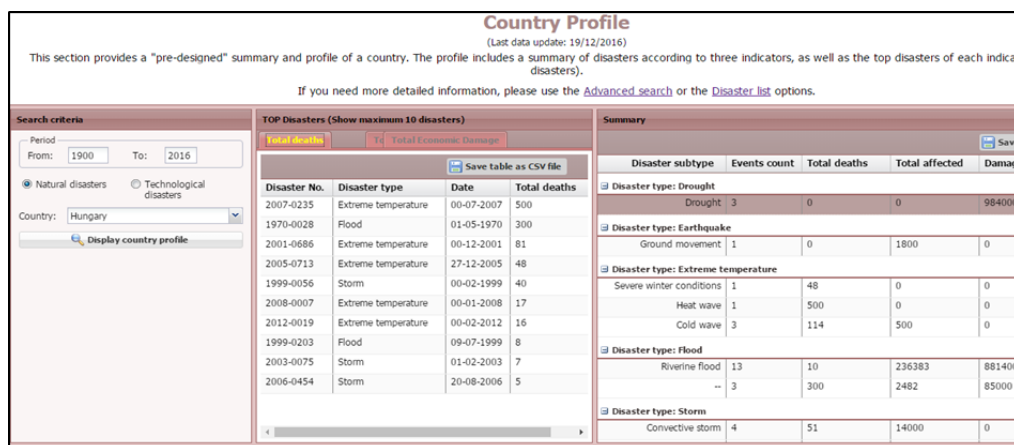 Country Profile
(Last data update: 19/12/2016)
This section provides a "pre-designed" summary and profile of a country. The profile includes a summary of disasters according to three indicators, as well as the top disasters of each indica
disasters).
If you need more detailed information, please use the Advanced search or the Disaster list options.
Search criteria
Period
From: 1900 To: 2016
Natural disasters Technological disasters
Country: Hungary
Display country profile
TOP Disasters (Show maximum 10 disasters)
Total deaths To Total Economic Damage
Save table as CSV file
Disaster No. Disaster type Date Total deaths
2007-0235 Extreme temperature 00-07-2007 500
1970-0028 Flood 01-05-1970 300
2001-0686 Extreme temperature 00-12-2001 81
2005-0713 Extreme temperature 27-12-2005 48
1999-0056 Storm 00-02-1999 40
2008-0007 Extreme temperature 00-01-2008 17
2012-0019 Extreme temperature 00-02-2012 16
1999-0203 Flood 09-07-1999 8
2003-0075 Storm 01-02-2003 7
2006-0454 Storm 20-08-2006 5
Summary
Sav
Disaster subtype Events count Total deaths Total affected Damag
Disaster type: Drought
Drought 3 0 0 984000
Disaster type: Earthquake
Ground movement 1 0 1800 0
Disaster type: Extreme temperature
Severe winter conditions 1 48 0 0
Heat wave 1 500 0 0
Cold wave 3 114 500 0
Disaster type: Flood
Riverine flood 13 10 236383 881400
-- 3 300 2482 85000
Disaster type: Storm
Convective storm 4 51 14000 0